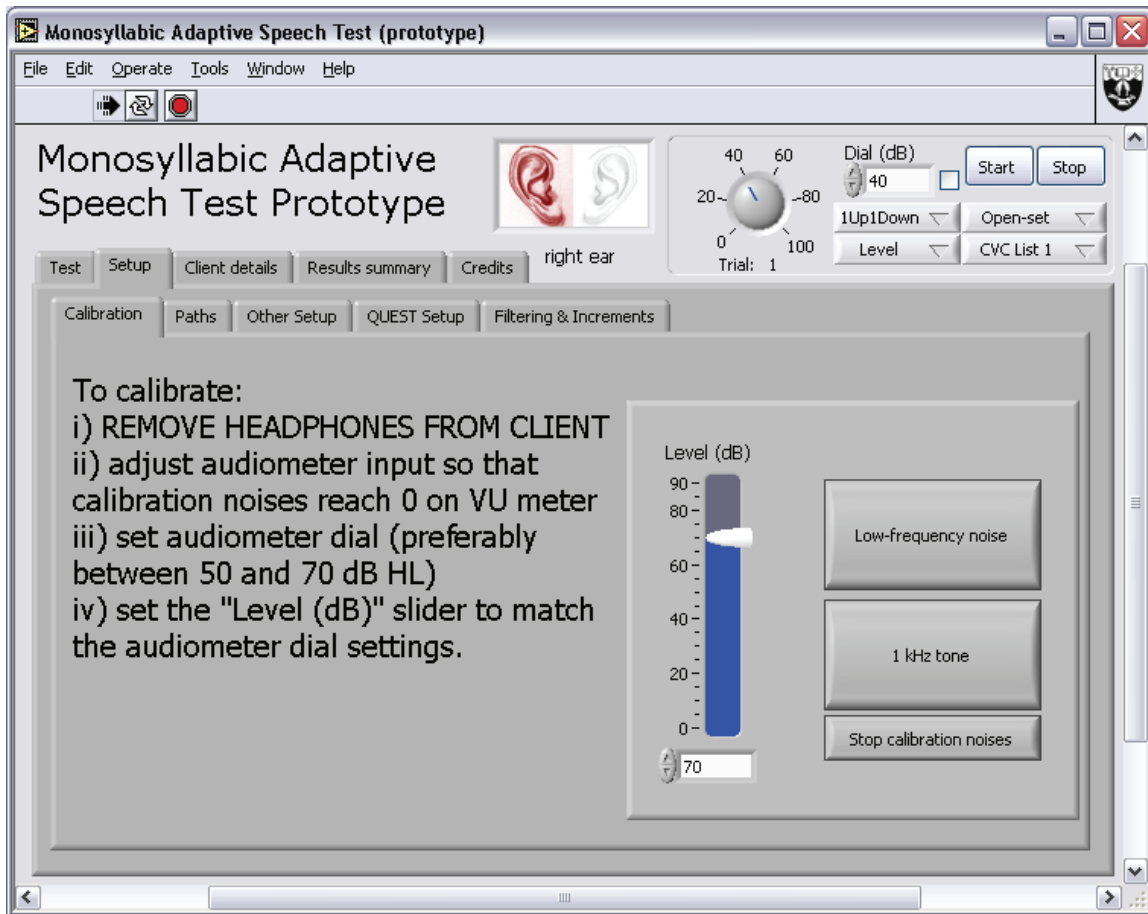 Monosyllabic Adaptive Speech Test (prototype)
File Edit Operate Tools Window Help
Monosyllabic Adaptive
Speech Test Prototype
right ear
40 60
20 80
0 100
Trial: 1
Dial (dB)
40
Start Stop
1Up1Down Open-set
Level CVC List 1
Test Setup Client details Results summary Credits
Calibration Paths Other Setup QUEST Setup Filtering & Increments
To calibrate:
i) REMOVE HEADPHONES FROM CLIENT
ii) adjust audiometer input so that
calibration noises reach 0 on VU meter
iii) set audiometer dial (preferably
between 50 and 70 dB HL)
iv) set the "Level (dB)" slider to match
the audiometer dial settings.
Level (dB)
90
80
60
40
20
0
70
Low-frequency noise
1 kHz tone
Stop calibration noises